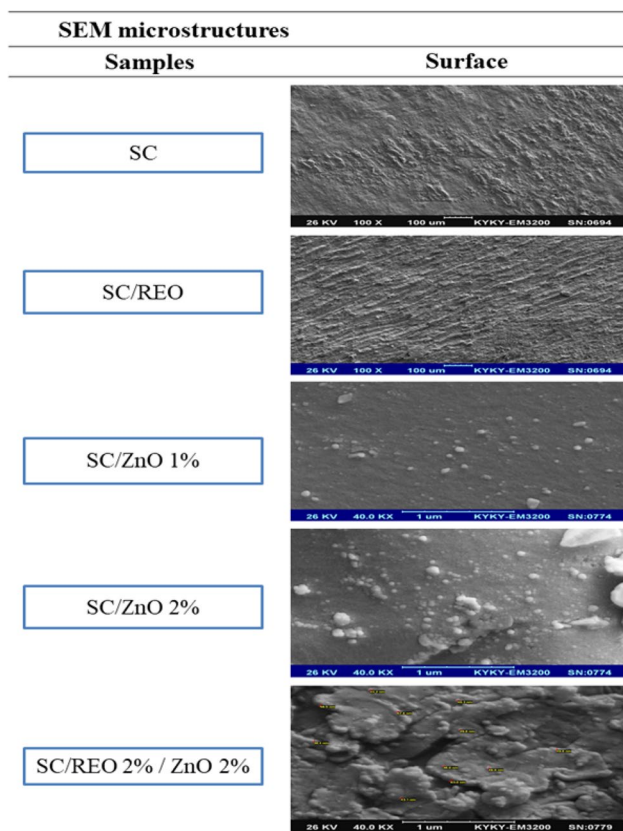 SEM microstructures
Samples Surface
SC
26 KV 100 X 100 um KYKY-EM3200 SN:0694
SC/REO
26 KV 100 X 100 um KYKY-EM3200 SN:0694
SC/ZnO 1%
26 KV 40.0 KX 1 um KYKY-EM3200 SN:0774
SC/ZnO 2%
26 KV 40.0 KX 1 um KYKY-EM3200 SN:0774
SC/REO 2% / ZnO 2%
26 KV 40.0 KX 1 um KYKY-EM3200 SN:0779